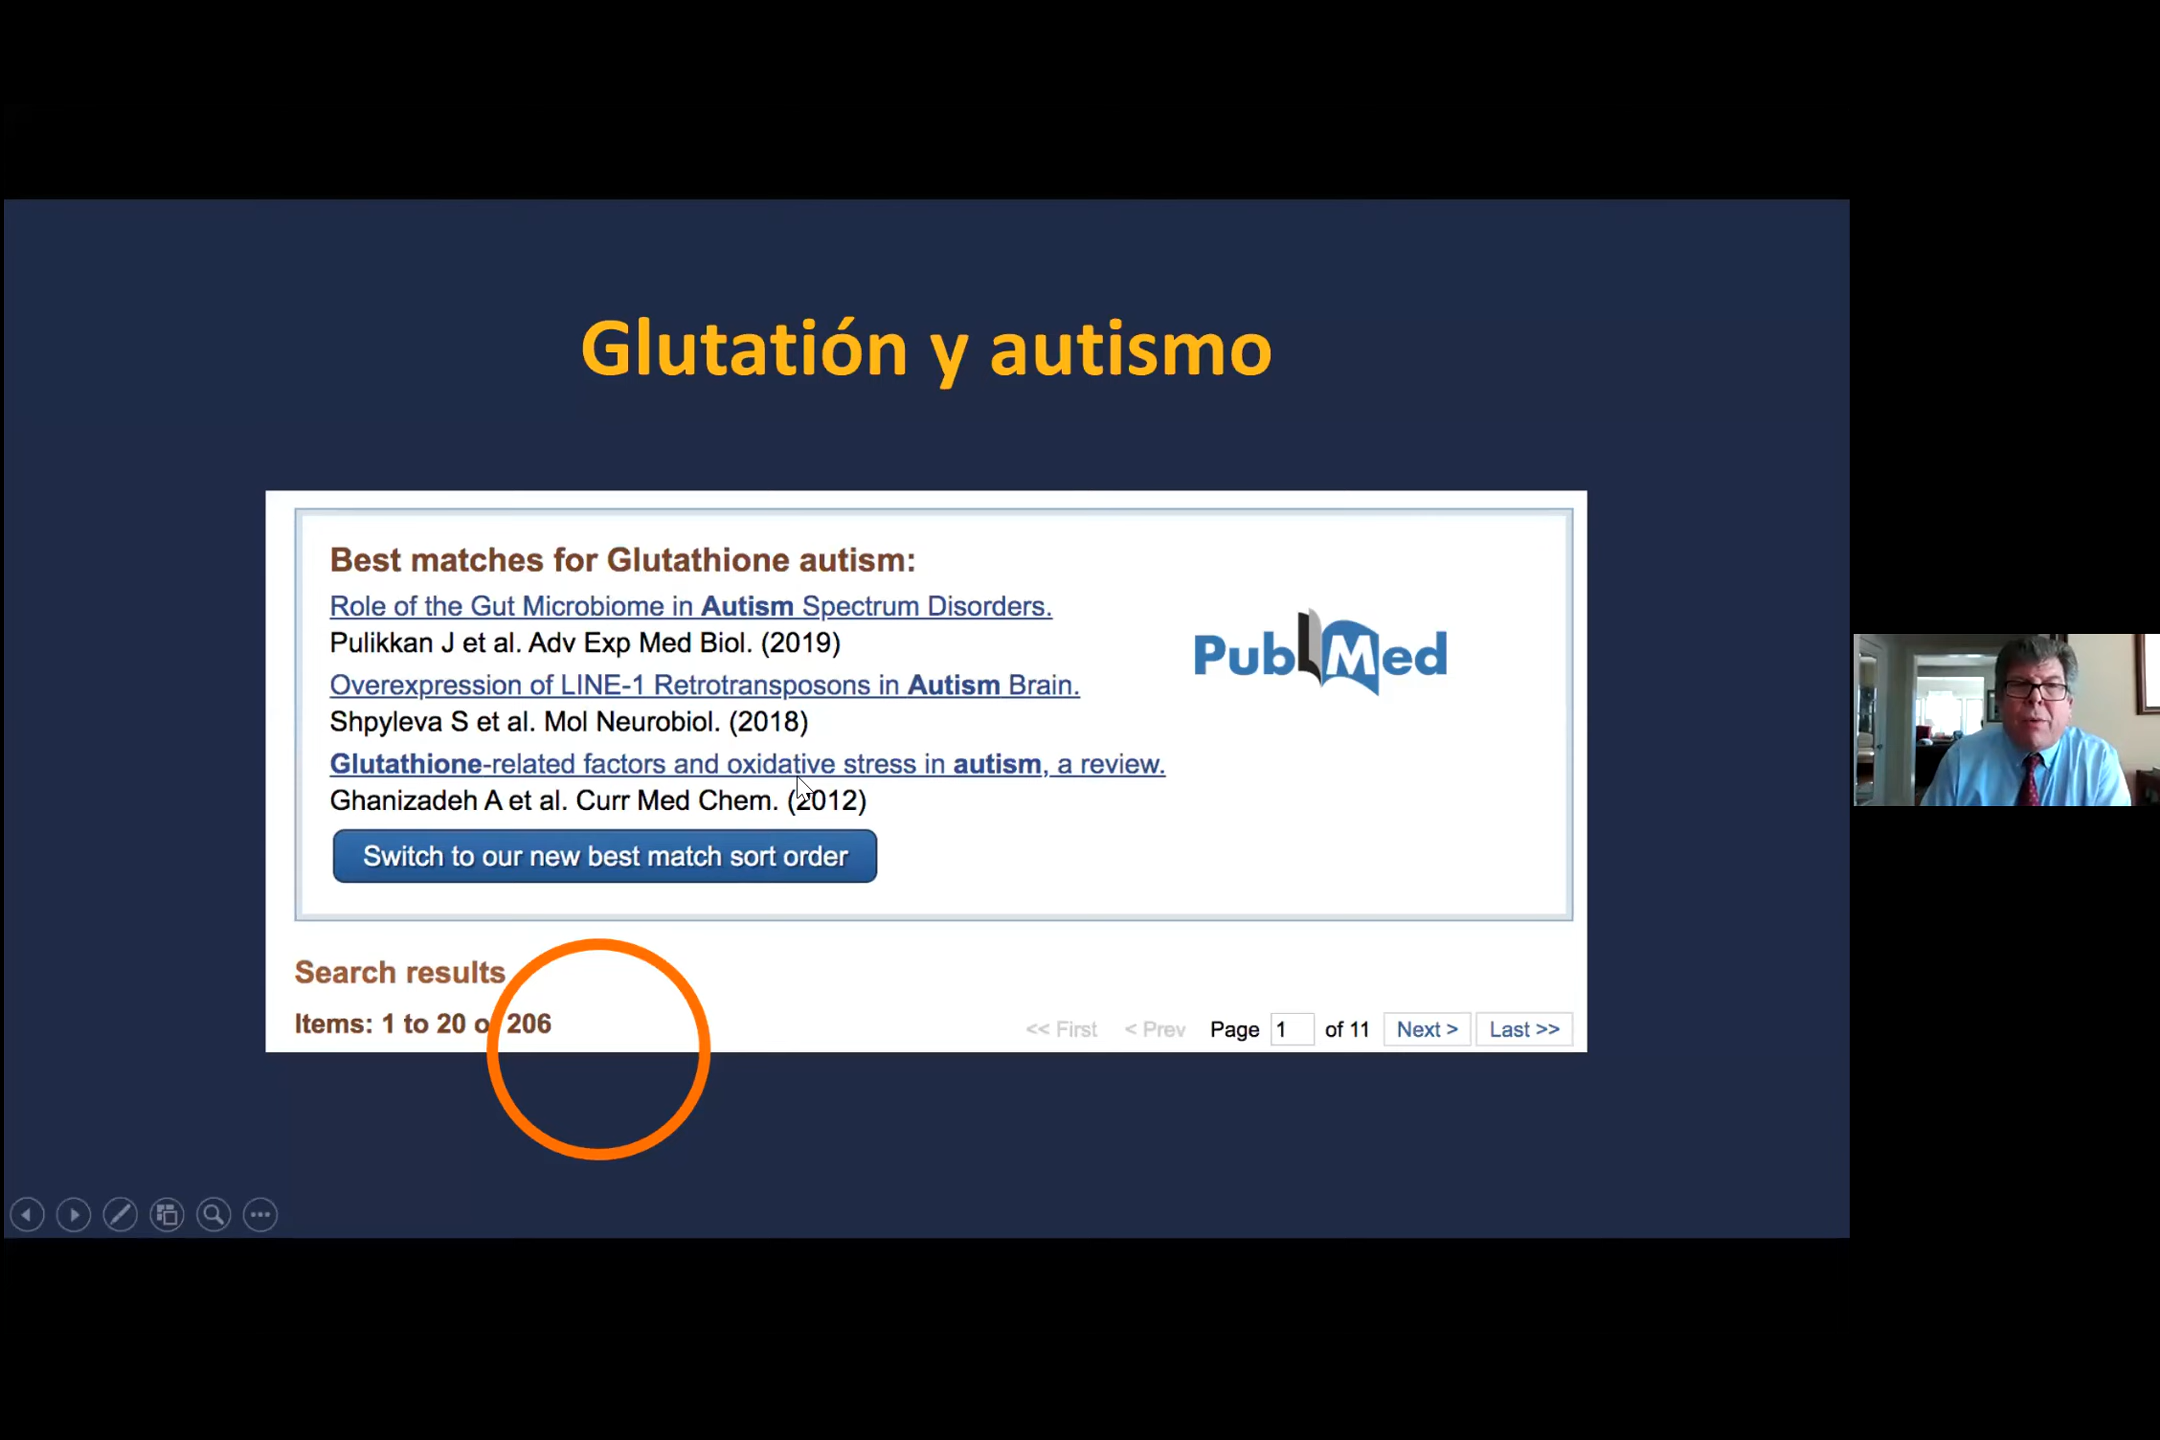 Glutatión y autismo
Best matches for Glutathione autism:
Role of the Gut Microbiome in Autism Spectrum Disorders.
Pulikkan J et al. Adv Exp Med Biol. (2019)
PubMed
Overexpression of LINE-1 Retrotransposons in Autism Brain.
Shpyleva S et al. Mol Neurobiol. (2018)
Glutathione-related factors and oxidative stress in autism, a review.
Ghanizadeh A et al. Curr Med Chem. (2012)
Switch to our new best match sort order
Search results
Items: 1 to 20 of 206
<< First < Prev Page 1 of 11 Next > Last >>